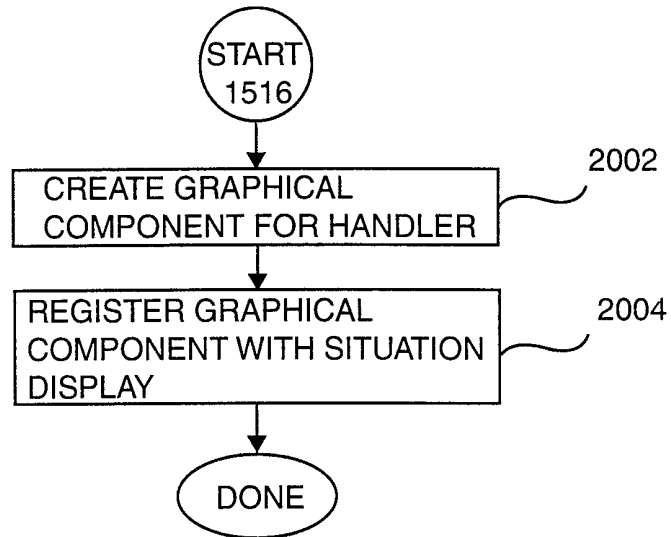 START
1516
2002
CREATE GRAPHICAL
COMPONENT FOR HANDLER
2004
REGISTER GRAPHICAL
COMPONENT WITH SITUATION
DISPLAY
DONE